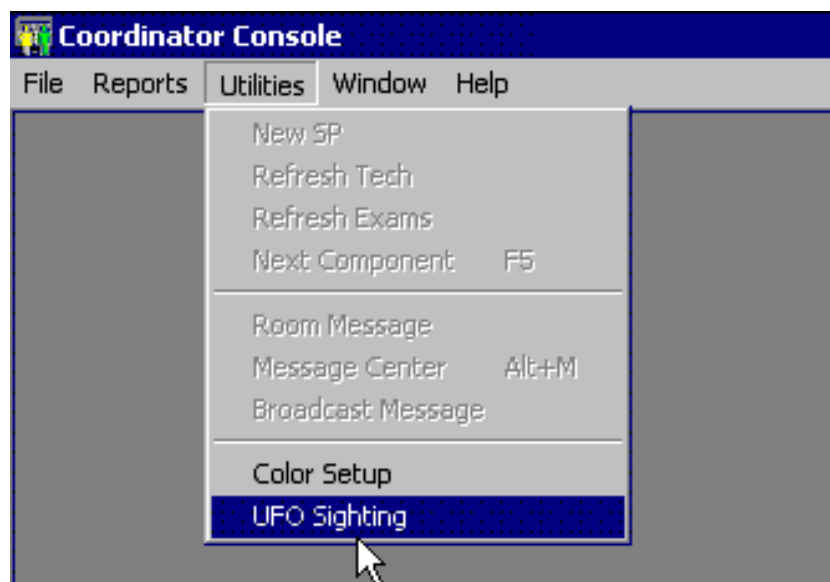 Coordinator Console
File Reports Utilities Window Help
New SP
Refresh Tech
Refresh Exams
Next Component F5
Room Message
Message Center Alt+M
Broadcast Message
Color Setup
UFO Sighting